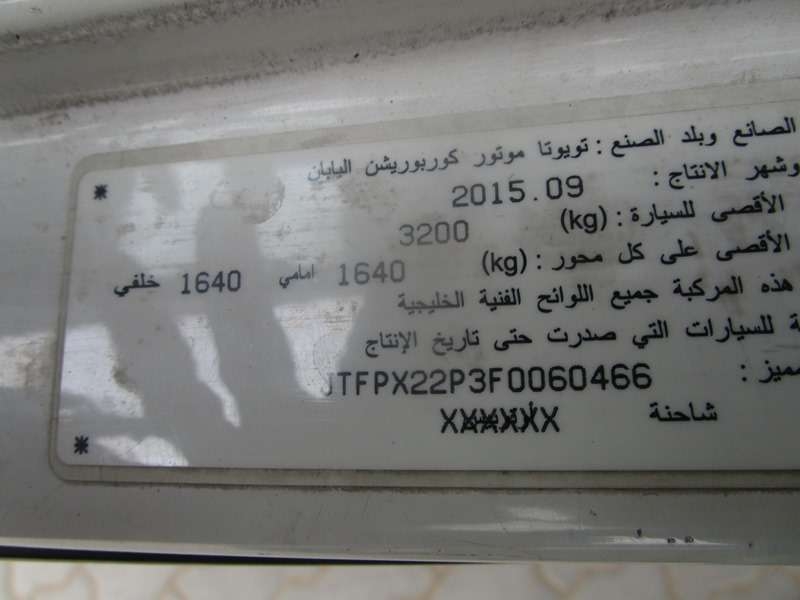 الصانع وبلد الصنع : تويوتا موتور كوربوريشن اليابان
وشهر الانتاج : 2015.09
الأقصى للسيارة : (kg) 3200
الأقصى على كل محور : (kg) 1640 امامي 1640 خلفي
هذه المركبة جميع اللوائح الفنية الخليجية
للسيارات التي صدرت حتى تاريخ الإنتاج
JTFPX22P3F0060466
شاحنة XXXXXX